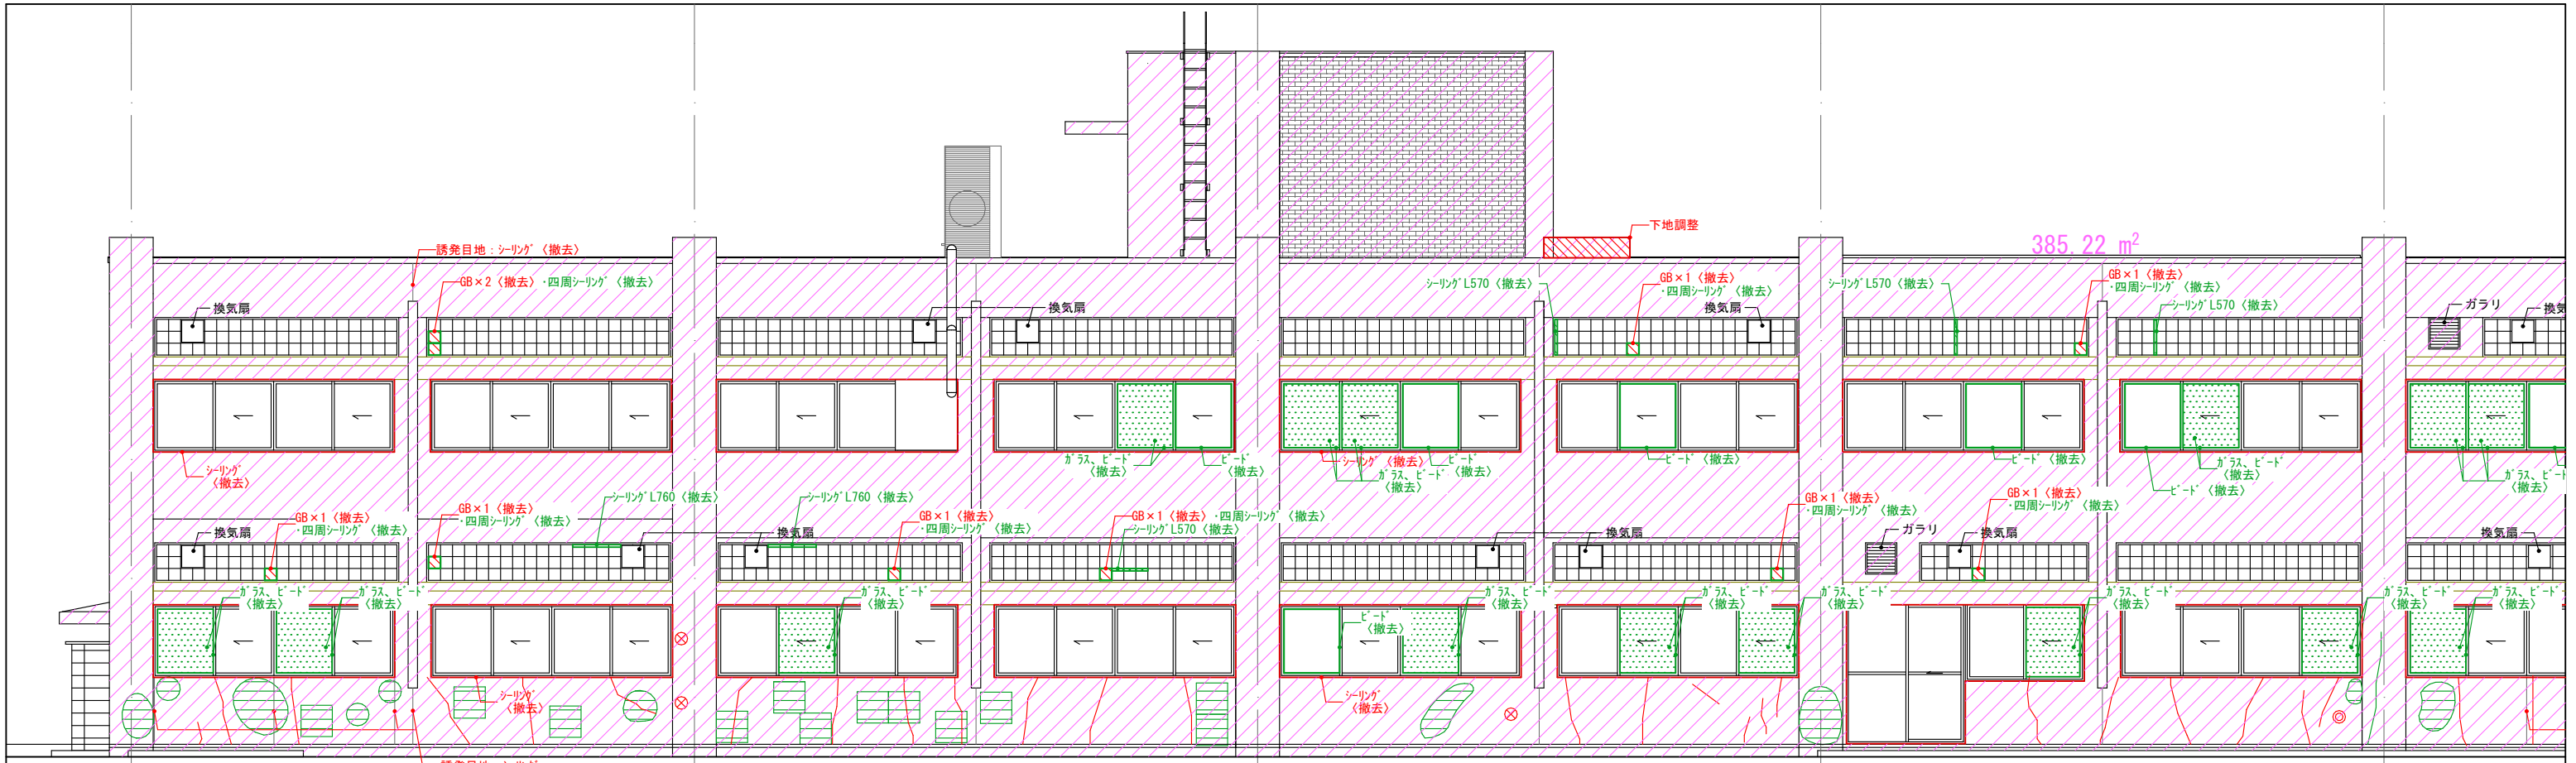 誘発目地：シーリング〈撤去〉
下地調整
385.22 m²
GB×2〈撤去〉・四周シーリング〈撤去〉
シーリングL570〈撤去〉
GB×1〈撤去〉
・四周シーリング〈撤去〉
シーリングL570〈撤去〉
GB×1〈撤去〉
・四周シーリング〈撤去〉
シーリングL570〈撤去〉
換気扇
換気扇
換気扇
ガラリ
換気
シーリング
〈撤去〉
ガラス、ビード
〈撤去〉
ビード
〈撤去〉
シーリング〈撤去〉
ガラス、ビード
〈撤去〉
ビード
〈撤去〉
ビード〈撤去〉
ビード〈撤去〉
ガラス、ビード
〈撤去〉
ビード〈撤去〉
ガラス、ビード
〈撤去〉
シーリングL760〈撤去〉
シーリングL760〈撤去〉
GB×1〈撤去〉
・四周シーリング〈撤去〉
GB×1〈撤去〉
・四周シーリング〈撤去〉
GB×1〈撤去〉
・四周シーリング〈撤去〉
GB×1〈撤去〉・四周シーリング〈撤去〉
シーリングL570〈撤去〉
GB×1〈撤去〉
・四周シーリング〈撤去〉
GB×1〈撤去〉
・四周シーリング〈撤去〉
換気扇
換気扇
換気扇
ガラリ
換気扇
換気扇
ガラス、ビード
〈撤去〉
ガラス、ビード
〈撤去〉
ガラス、ビード
〈撤去〉
ビード
〈撤去〉
ガラス、ビード
〈撤去〉
ガラス、ビード
〈撤去〉
ガラス、ビード
〈撤去〉
ガラス、ビード
〈撤去〉
ガラス、ビード
〈撤去〉
ガラス、ビード
〈撤去〉
シーリング
〈撤去〉
シーリング
〈撤去〉